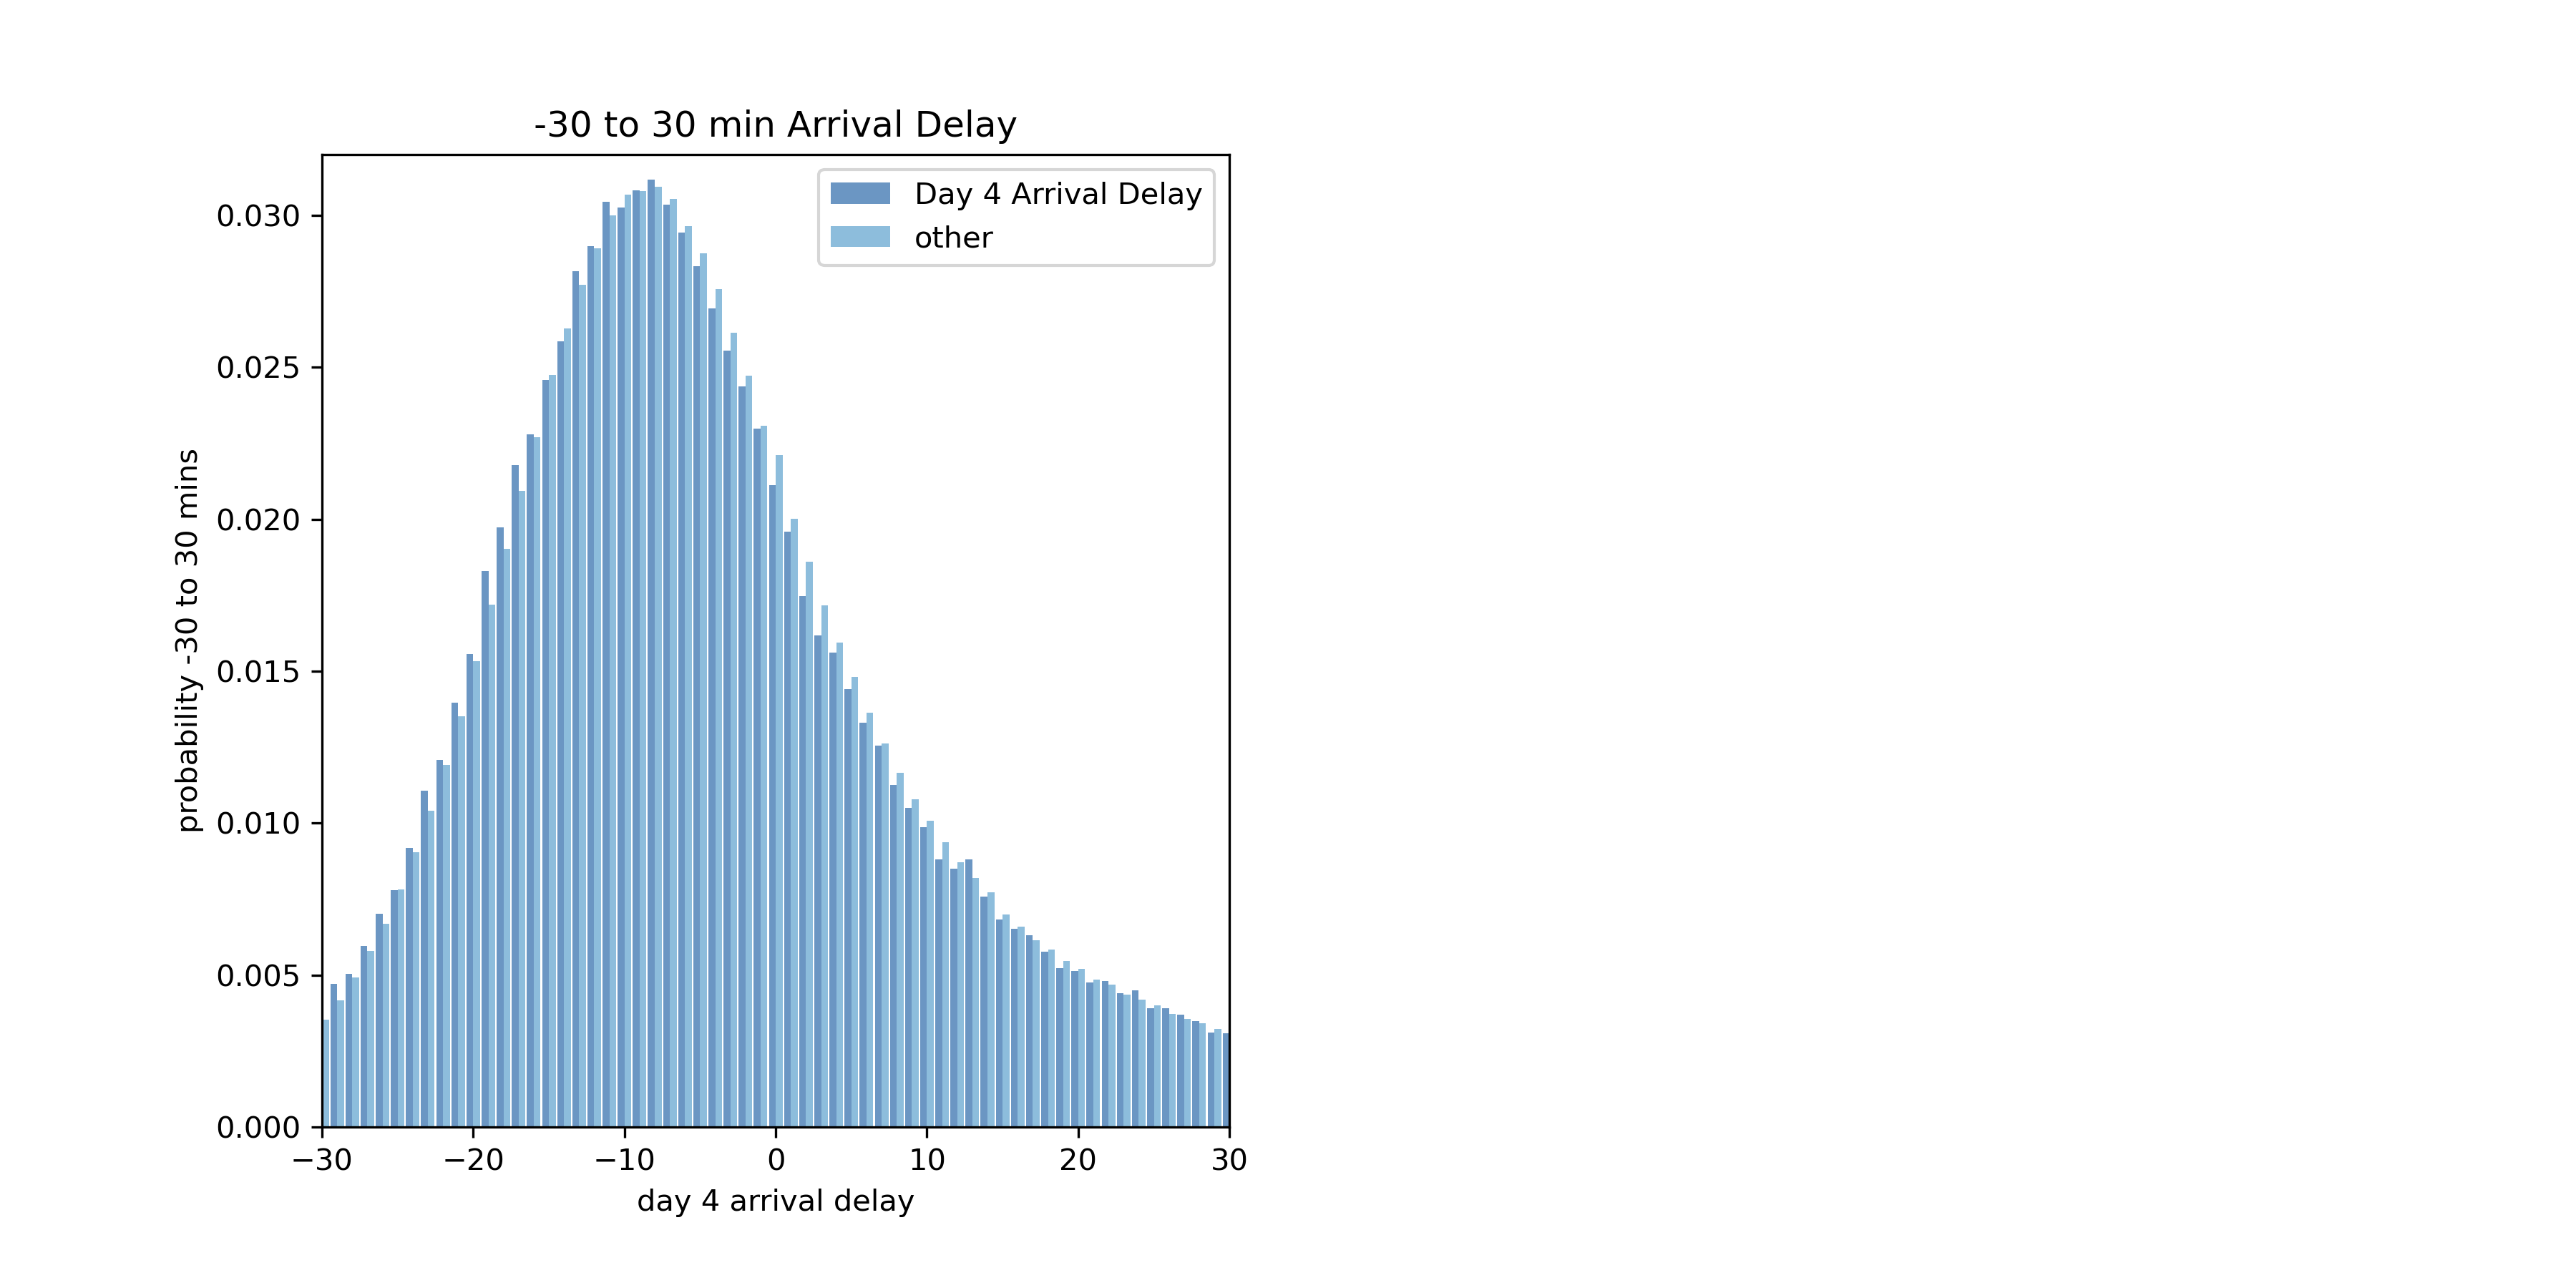 -30 to 30 min Arrival Delay
Day 4 Arrival Delay
other
probability -30 to 30 mins
0.030
0.025
0.020
0.015
0.010
0.005
0.000
−30 −20 −10 0 10 20 30
day 4 arrival delay